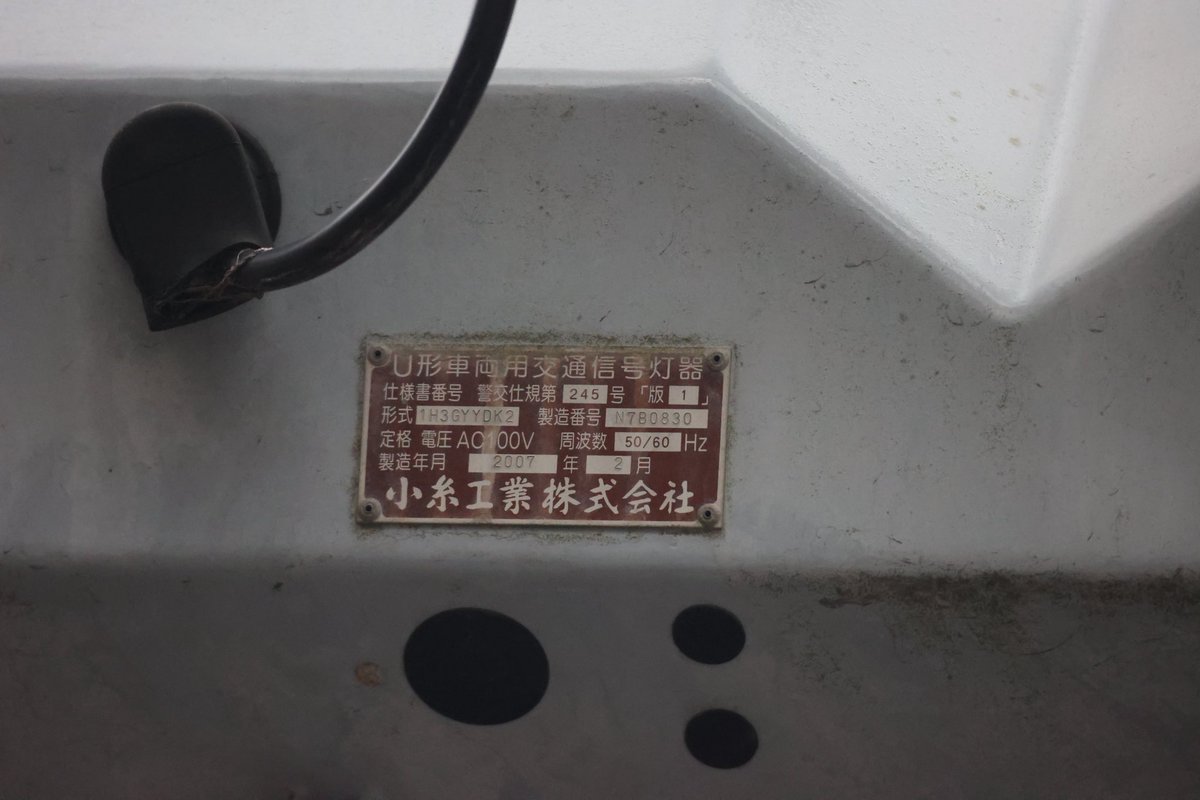 U形車両用交通信号灯器
仕様書番号 警交仕規第 245 号 「版 1 」
形式 1H3GYYDK2 製造番号 N7B0830
定格 電圧 AC100V 周波数 50/60 Hz
製造年月 2007 年 2 月
小糸工業株式会社